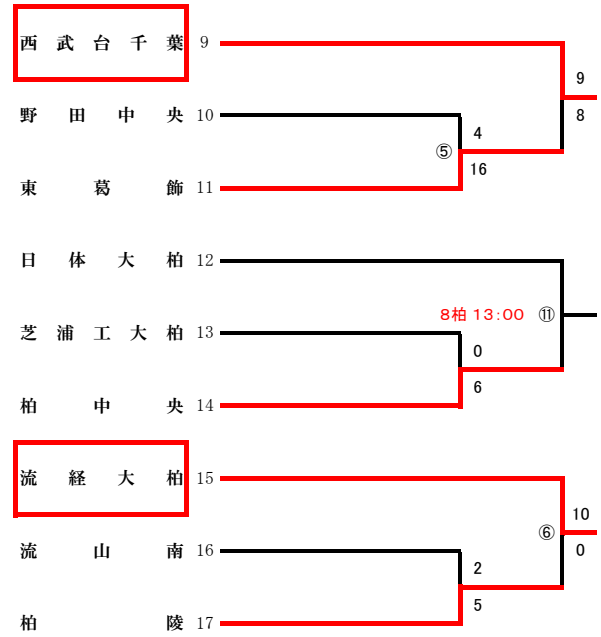 西武台千葉 9
9
野田中央 10
8
4
⑤
16
東葛飾 11
日体大柏 12
8柏 13:00 ⑪
芝浦工大柏 13
0
6
柏中央 14
流経大柏 15
10
⑥
0
流山南 16
2
5
柏陵 17